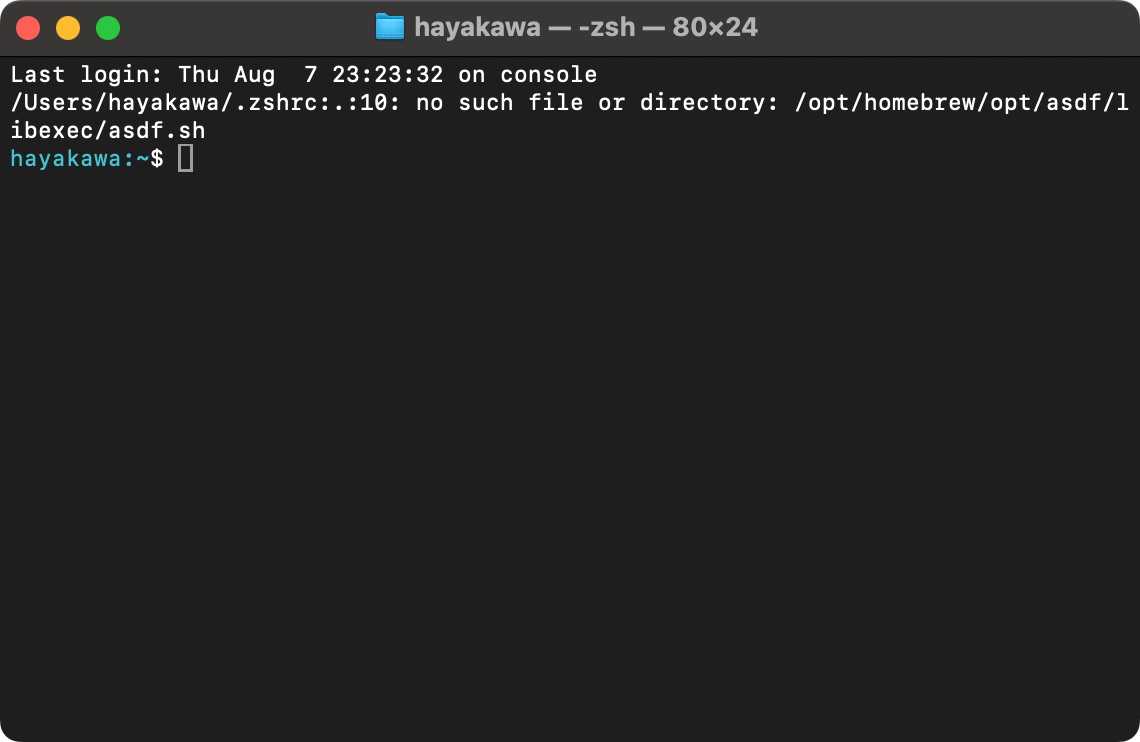 hayakawa — -zsh — 80×24
Last login: Thu Aug  7 23:23:32 on console
/Users/hayakawa/.zshrc:.:10: no such file or directory: /opt/homebrew/opt/asdf/l
ibexec/asdf.sh
hayakawa:~$